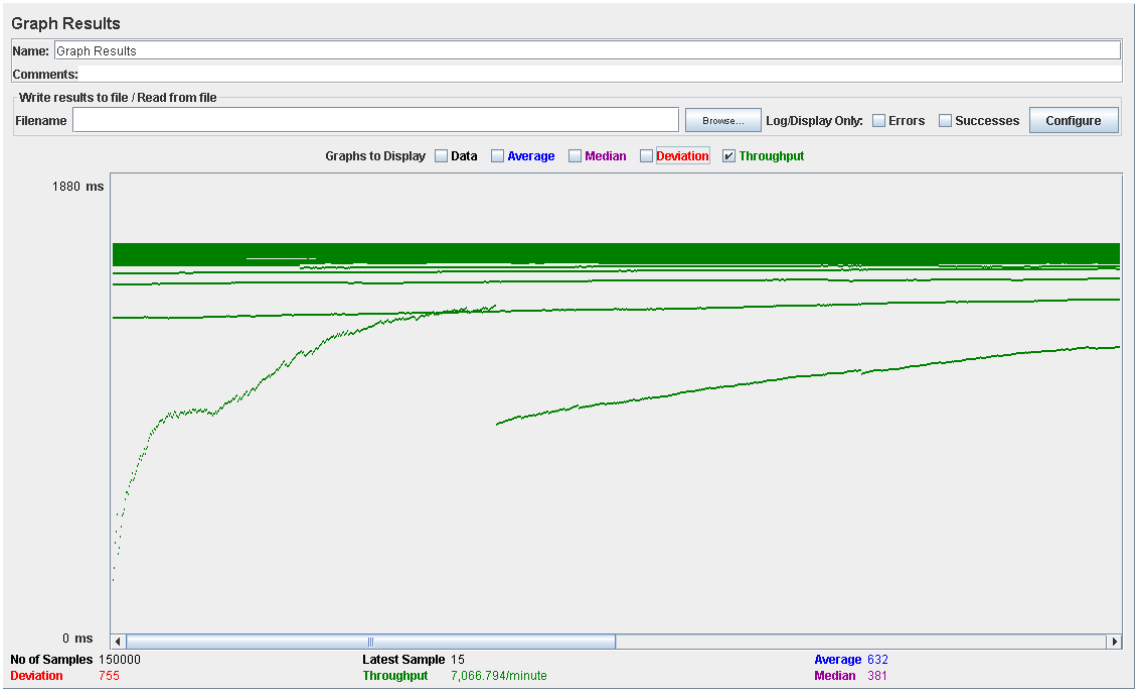 Graph Results
Name: Graph Results
Comments:
Write results to file / Read from file
Filename Browse... Log/Display Only: Errors Successes Configure
Graphs to Display Data Average Median Deviation Throughput
1880 ms
0 ms
No of Samples 150000 Latest Sample 15 Average 632
Deviation 755 Throughput 7,066.794/minute Median 381